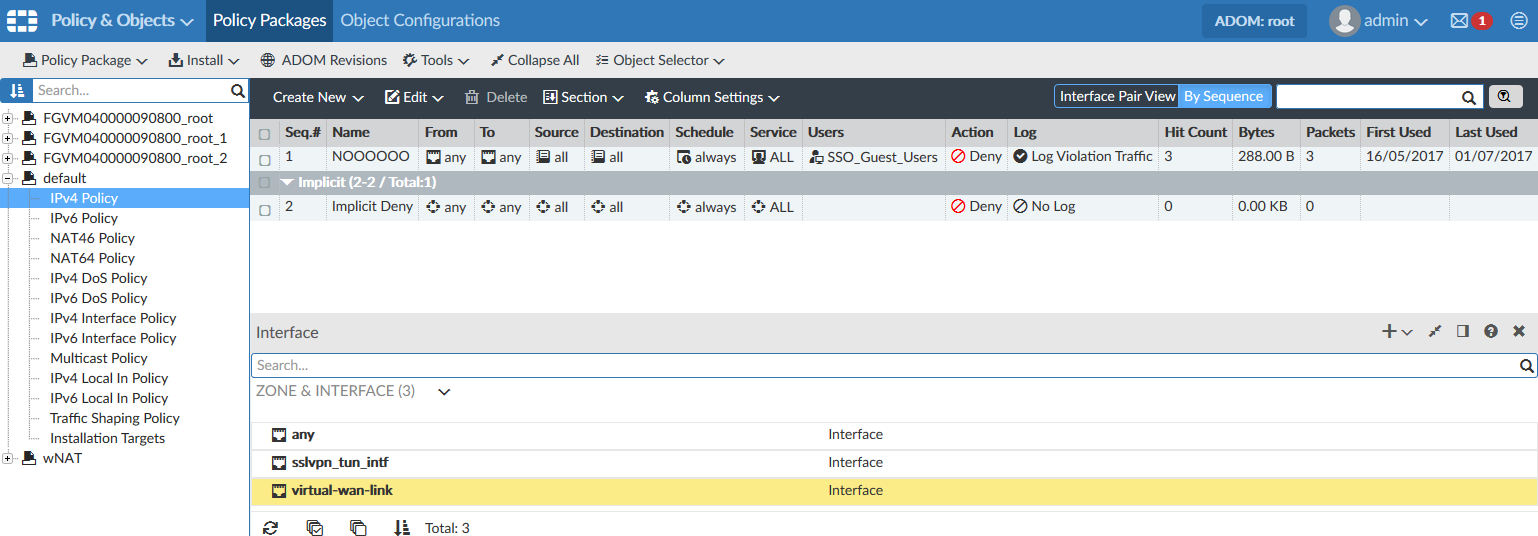 Policy & Objects Policy Packages Object Configurations ADOM: root admin 1
Policy Package Install ADOM Revisions Tools Collapse All Object Selector
Search... Create New Edit Delete Section Column Settings Interface Pair View By Sequence
FGVM040000090800_root
FGVM040000090800_root_1
FGVM040000090800_root_2
default
IPv4 Policy
IPv6 Policy
NAT46 Policy
NAT64 Policy
IPv4 DoS Policy
IPv6 DoS Policy
IPv4 Interface Policy
IPv6 Interface Policy
Multicast Policy
IPv4 Local In Policy
IPv6 Local In Policy
Traffic Shaping Policy
Installation Targets
wNAT
Seq.# Name From To Source Destination Schedule Service Users Action Log Hit Count Bytes Packets First Used Last Used
1 NOOOOOO any any all all always ALL SSO_Guest_Users Deny Log Violation Traffic 3 288.00 B 3 16/05/2017 01/07/2017
Implicit (2-2 / Total:1)
2 Implicit Deny any any all all always ALL Deny No Log 0 0.00 KB 0
Interface
Search...
ZONE & INTERFACE (3)
any Interface
sslvpn_tun_intf Interface
virtual-wan-link Interface
Total: 3